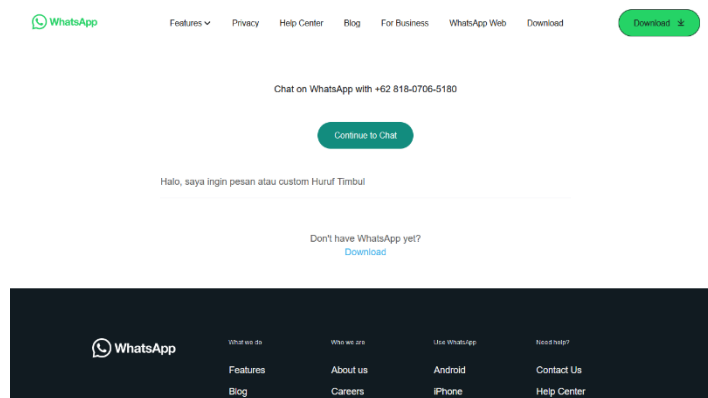 WhatsApp
Features
Privacy
Help Center
Blog
For Business
WhatsApp Web
Download
Download
Chat on WhatsApp with +62 818-0706-5180
Continue to Chat
Halo, saya ingin pesan atau custom Huruf Timbul
Don't have WhatsApp yet?
Download
WhatsApp
What we do
Who we are
Use WhatsApp
Need help?
Features
About us
Android
Contact Us
Blog
Careers
iPhone
Help Center